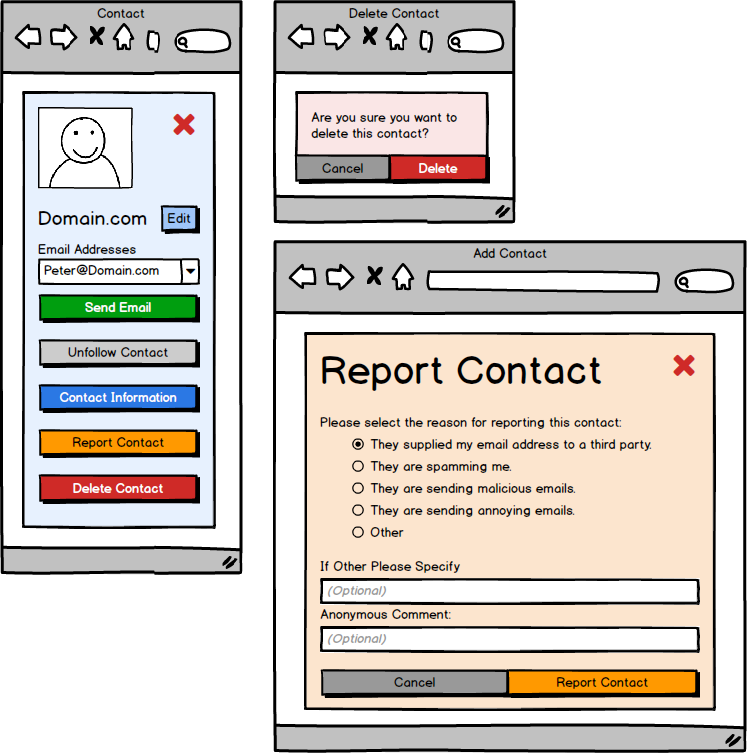 Contact
Domain.com
Edit
Email Addresses
Peter@Domain.com
Send Email
Unfollow Contact
Contact Information
Report Contact
Delete Contact
Delete Contact
Are you sure you want to
delete this contact?
Cancel
Delete
Add Contact
Report Contact
Please select the reason for reporting this contact:
They supplied my email address to a third party.
They are spamming me.
They are sending malicious emails.
They are sending annoying emails.
Other
If Other Please Specify
(Optional)
Anonymous Comment:
(Optional)
Cancel
Report Contact